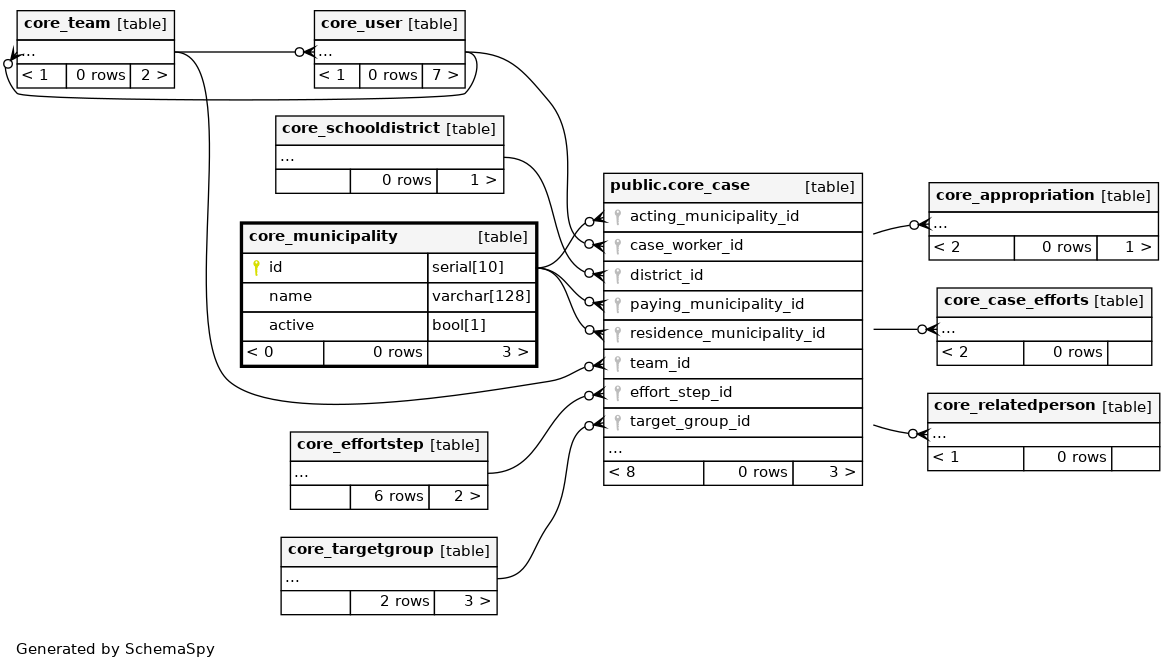 core_team [table]
...
< 1 0 rows 2 >
core_user [table]
...
< 1 0 rows 7 >
core_schooldistrict [table]
...
0 rows 1 >
core_municipality [table]
id serial[10]
name varchar[128]
active bool[1]
< 0 0 rows 3 >
core_effortstep [table]
...
6 rows 2 >
core_targetgroup [table]
...
2 rows 3 >
public.core_case [table]
acting_municipality_id
case_worker_id
district_id
paying_municipality_id
residence_municipality_id
team_id
effort_step_id
target_group_id
...
< 8 0 rows 3 >
core_appropriation [table]
...
< 2 0 rows 1 >
core_case_efforts [table]
...
< 2 0 rows
core_relatedperson [table]
...
< 1 0 rows
Generated by SchemaSpy